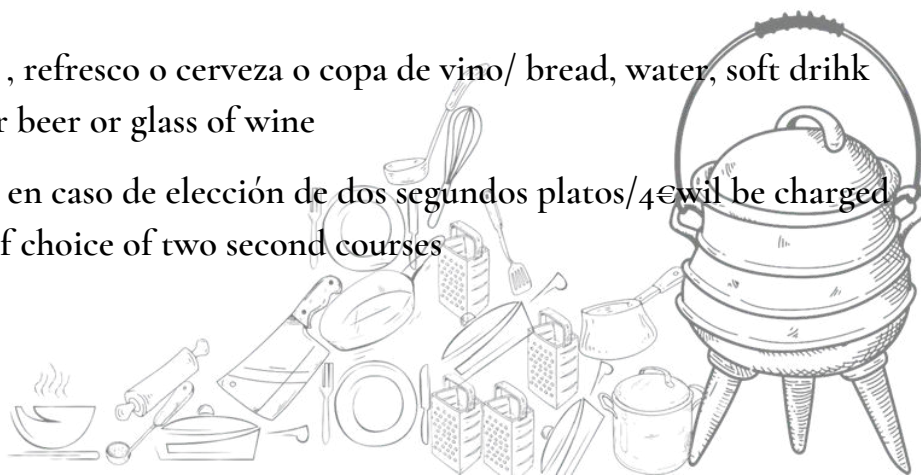 , refresco o cerveza o copa de vino/ bread, water, soft drihk
r beer or glass of wine
en caso de elección de dos segundos platos/4€wil be charged
f choice of two second courses